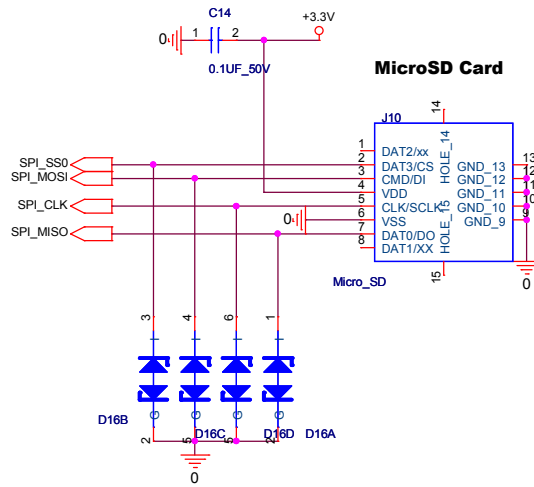 C14
+3.3V
0
1
2
0.1UF_50V
MicroSD Card
J10
14
HOLE_14
1
DAT2/xx
SPI_SS0
2
DAT3/CS
GND_13
13
SPI_MOSI
3
CMD/DI
GND_12
12
4
VDD
GND_11
11
SPI_CLK
5
CLK/SCLK
GND_10
10
0
6
VSS
GND_9
9
SPI_MISO
7
DAT0/DO
8
DAT1/XX
HOLE_15
15
Micro_SD
0
3
4
6
1
I
I
I
I
G
G
G
G
D16B
D16C
D16D
D16A
2
5
5
2
0